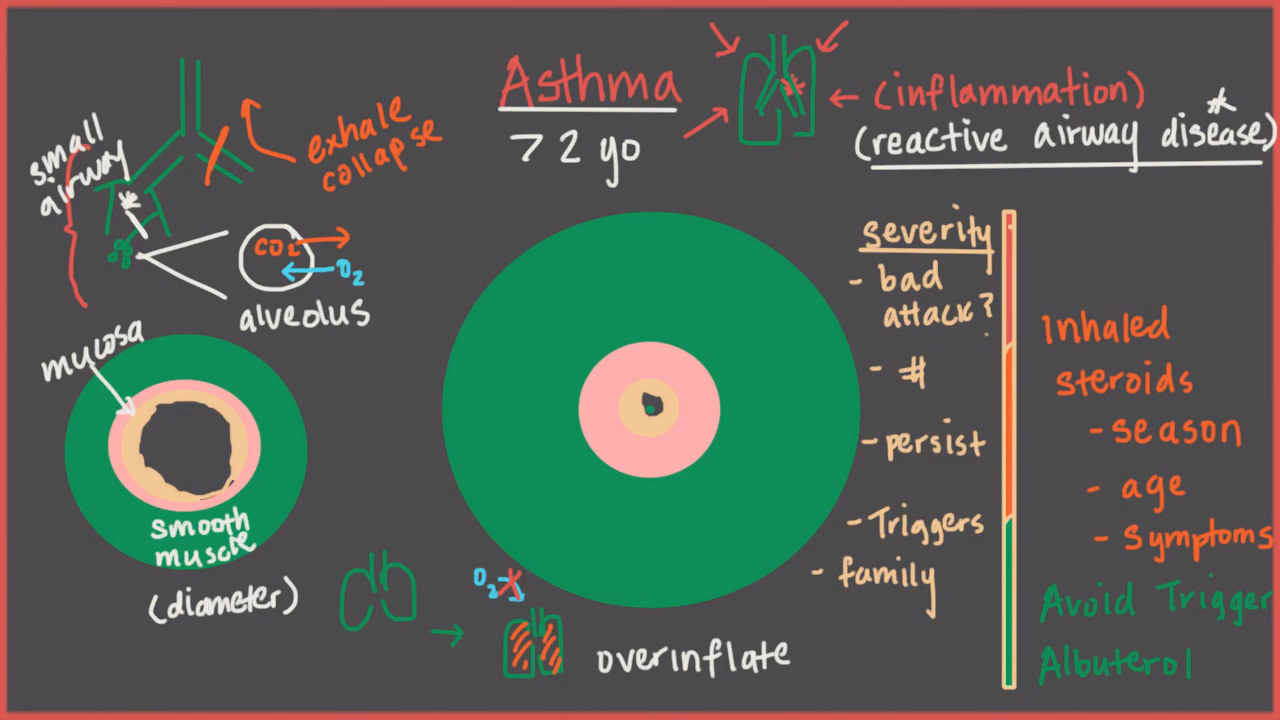 Asthma
> 2 yo
(inflammation)
(reactive airway disease)
*
small
airway
*
exhale
collapse
CO2
O2
alveolus
mucosa
smooth
muscle
(diameter)
O2
overinflate
severity
- bad
attack?
- #
- persist
- Triggers
- family
Inhaled
steroids
- season
- age
- symptoms
Avoid Trigger
Albuterol